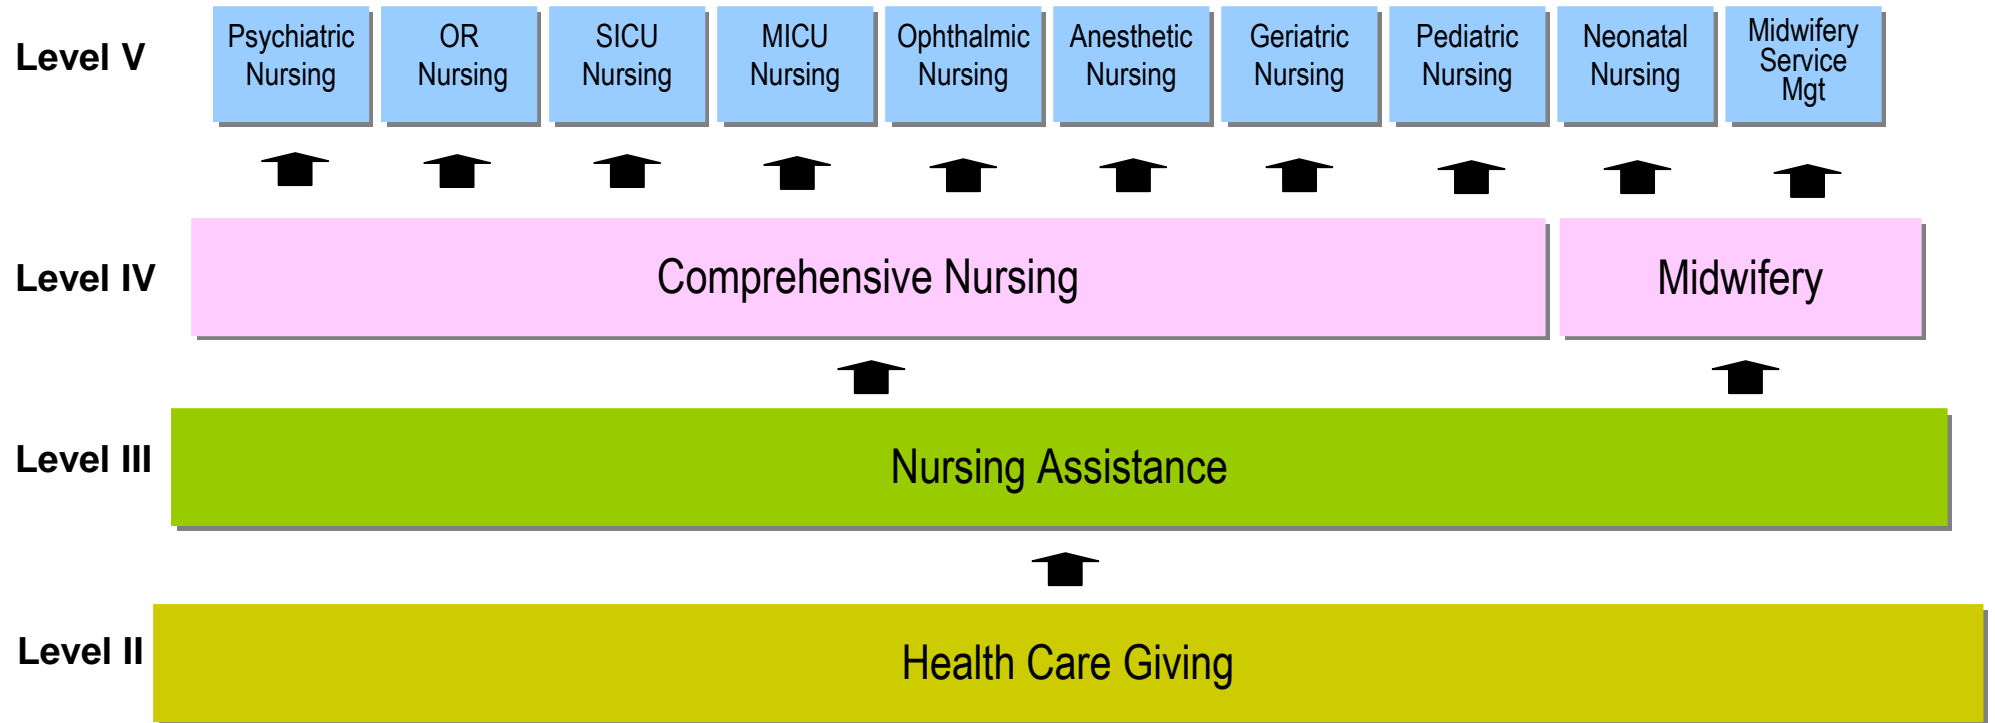 Level V
Psychiatric
Nursing
OR
Nursing
SICU
Nursing
MICU
Nursing
Ophthalmic
Nursing
Anesthetic
Nursing
Geriatric
Nursing
Pediatric
Nursing
Neonatal
Nursing
Midwifery
Service
Mgt
Level IV
Comprehensive Nursing
Midwifery
Level III
Nursing Assistance
Level II
Health Care Giving